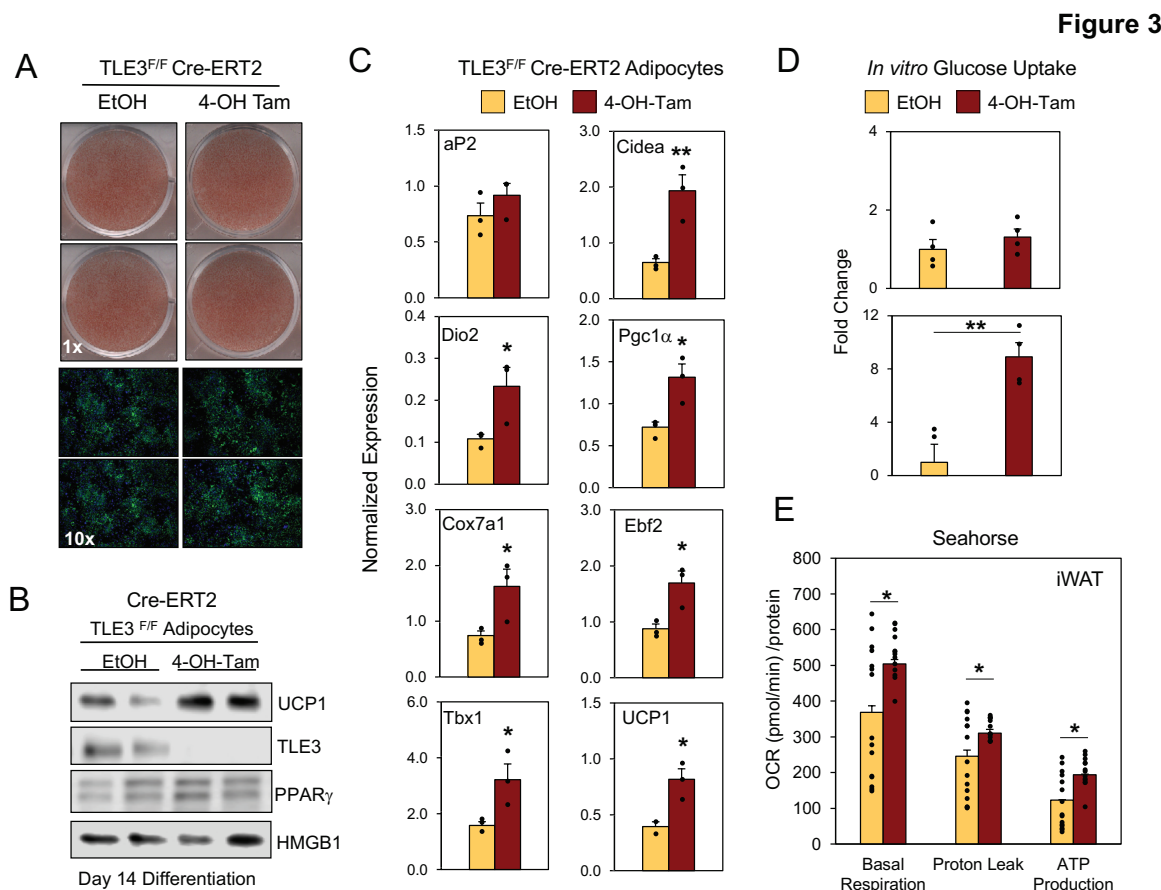 Figure 3
A
TLE3F/F Cre-ERT2
EtOH 4-OH Tam
1x
10x
B
Cre-ERT2
TLE3 F/F Adipocytes
EtOH 4-OH-Tam
UCP1
TLE3
PPARγ
HMGB1
Day 14 Differentiation
C
TLE3F/F Cre-ERT2 Adipocytes
EtOH 4-OH-Tam
Normalized Expression
aP2
1.5
1.0
0.5
0.0
Cidea
**
3.0
2.0
1.0
0.0
Dio2
*
0.3
0.2
0.1
0.0
Pgc1α
*
2.0
1.5
1.0
0.5
0.0
Cox7a1
*
3.0
2.0
1.0
0.0
Ebf2
*
3.0
2.0
1.0
0.0
Tbx1
*
6.0
4.0
2.0
0.0
UCP1
*
1.5
1.0
0.5
0.0
D
In vitro Glucose Uptake
EtOH 4-OH-Tam
Fold Change
4
2
0
12
8
4
0
**
E
Seahorse
iWAT
OCR (pmol/min) /protein
800
700
600
500
400
300
200
100
0
*
*
*
Basal
Respiration
Proton Leak
ATP
Production